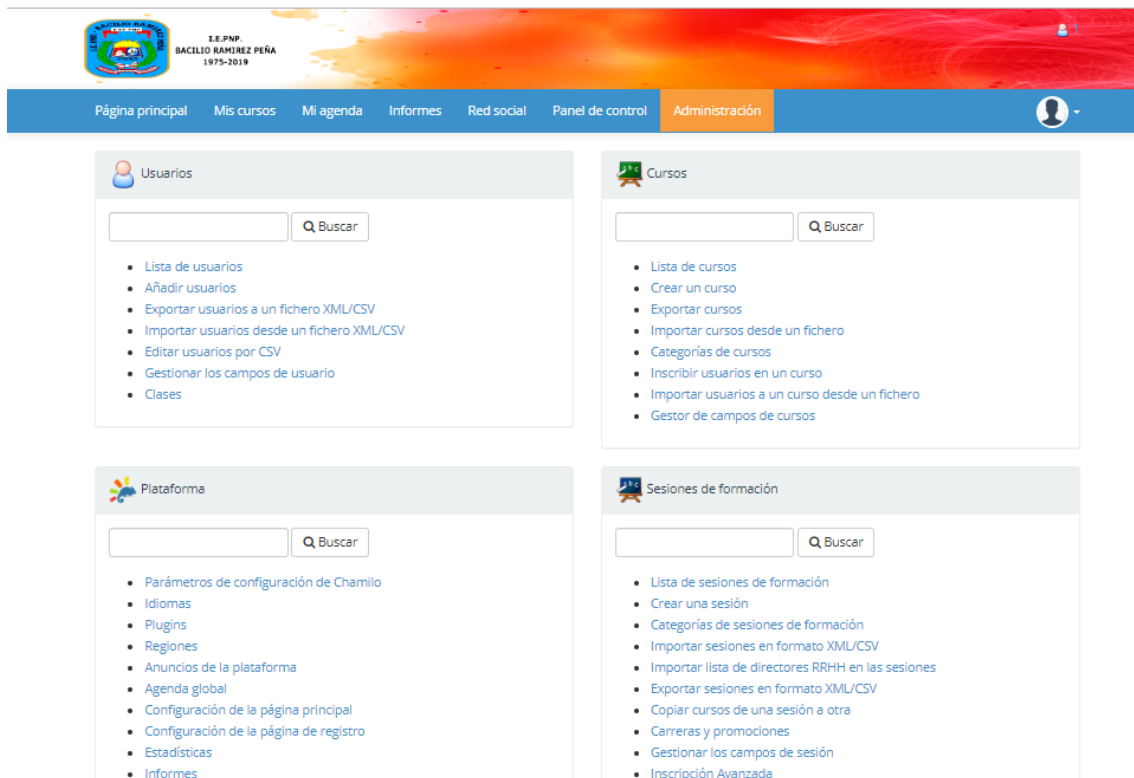 I.E.PNP.
BACILIO RAMIREZ PEÑA
1975-2019
Página principal Mis cursos Mi agenda Informes Red social Panel de control Administración
Usuarios
Buscar
Lista de usuarios
Añadir usuarios
Exportar usuarios a un fichero XML/CSV
Importar usuarios desde un fichero XML/CSV
Editar usuarios por CSV
Gestionar los campos de usuario
Clases
Cursos
Buscar
Lista de cursos
Crear un curso
Exportar cursos
Importar cursos desde un fichero
Categorías de cursos
Inscribir usuarios en un curso
Importar usuarios a un curso desde un fichero
Gestor de campos de cursos
Plataforma
Buscar
Parámetros de configuración de Chamilo
Idiomas
Plugins
Regiones
Anuncios de la plataforma
Agenda global
Configuración de la página principal
Configuración de la página de registro
Estadísticas
Informes
Sesiones de formación
Buscar
Lista de sesiones de formación
Crear una sesión
Categorías de sesiones de formación
Importar sesiones en formato XML/CSV
Importar lista de directores RRHH en las sesiones
Exportar sesiones en formato XML/CSV
Copiar cursos de una sesión a otra
Carreras y promociones
Gestionar los campos de sesión
Inscripción Avanzada